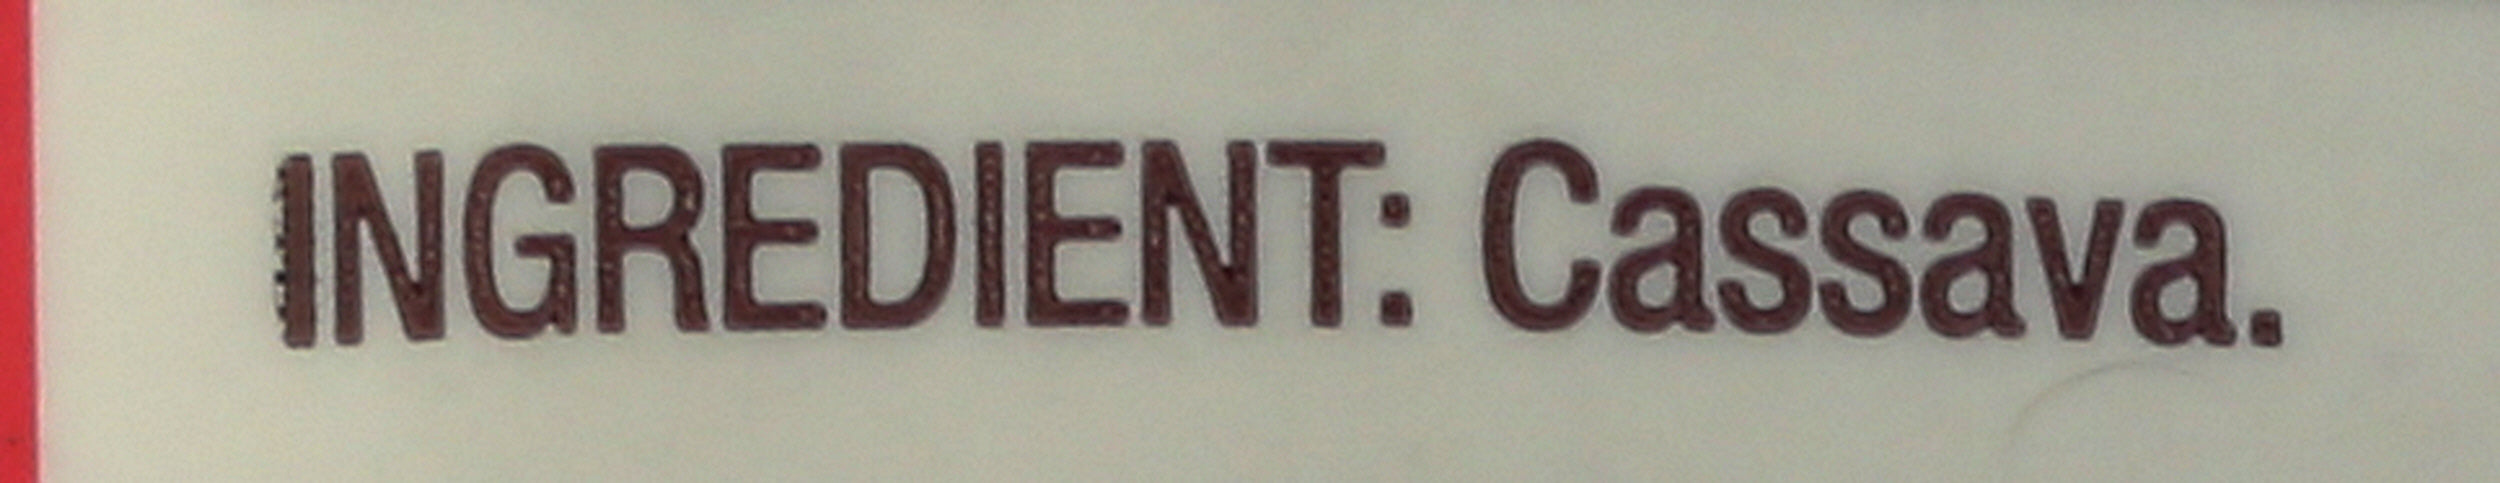 INGREDIENT: Cassava.